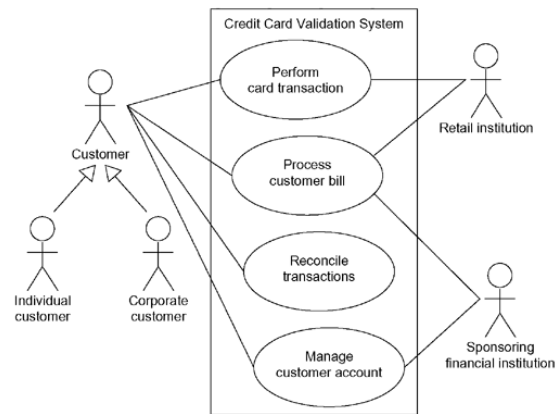 Credit Card Validation System
Perform
card transaction
Retail institution
Customer
Process
customer bill
Individual
customer
Corporate
customer
Reconcile
transactions
Manage
customer account
Sponsoring
financial institution